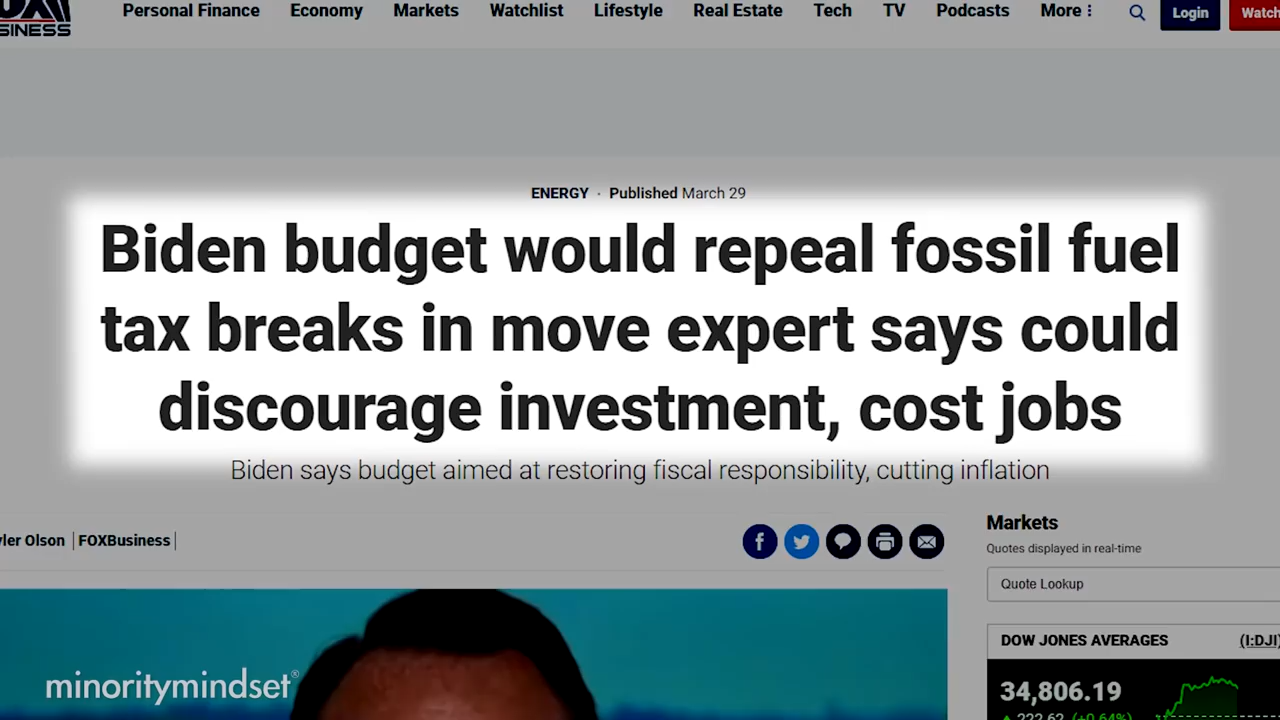 Personal Finance Economy Markets Watchlist Lifestyle Real Estate Tech TV Podcasts More Login Watch
ENERGY · Published March 29
Biden budget would repeal fossil fuel
tax breaks in move expert says could
discourage investment, cost jobs
Biden says budget aimed at restoring fiscal responsibility, cutting inflation
Olson | FOXBusiness |
Markets
Quotes displayed in real-time
Quote Lookup
DOW JONES AVERAGES (I:DJI
34,806.19
minoritymindset®